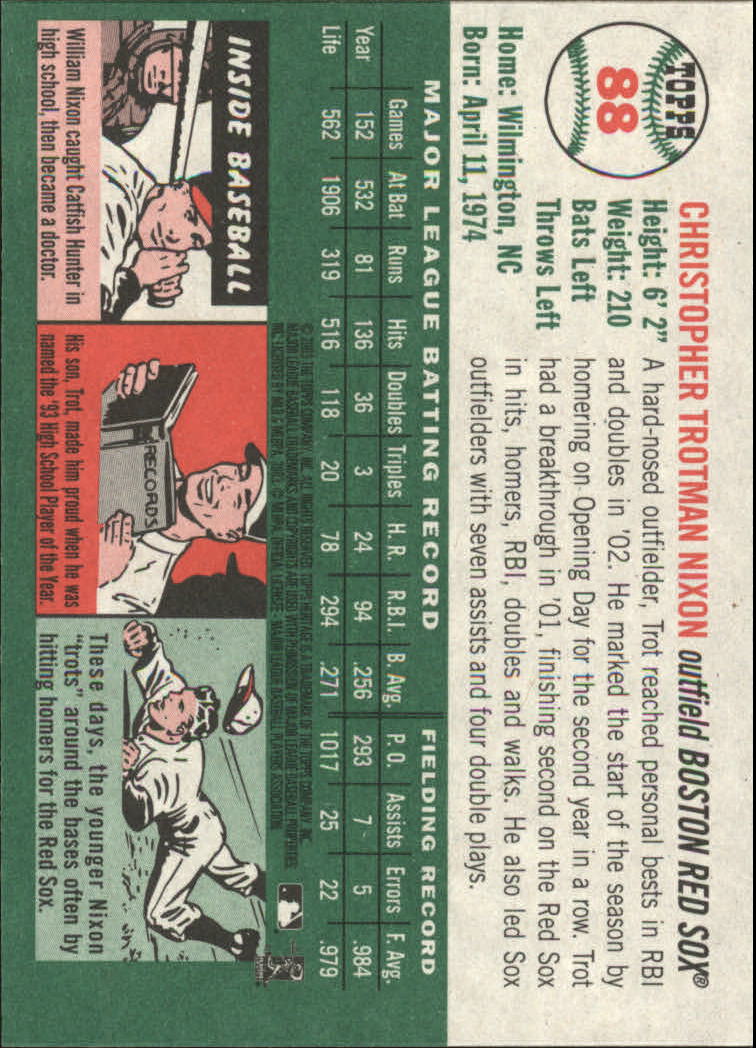 TOPPS
88
CHRISTOPHER TROTMAN NIXON outfield BOSTON RED SOX®
Height: 6' 2"
Weight: 210
Bats Left
Throws Left
Home: Wilmington, NC
Born: April 11, 1974
A hard-nosed outfielder, Trot reached personal bests in RBI
and doubles in '02. He marked the start of the season by
homering on Opening Day for the second year in a row. Trot
had a breakthrough in '01, finishing second on the Red Sox
in hits, homers, RBI, doubles and walks. He also led Sox
outfielders with seven assists and four double plays.
MAJOR LEAGUE BATTING RECORD FIELDING RECORD
Games At Bat Runs Hits Doubles Triples H. R. R.B.I. B. Avg. P. O. Assists Errors F. Avg.
Year 152 532 81 136 36 3 24 94 .256 293 7 5 .984
Life 562 1906 319 516 118 20 78 294 .271 1017 25 22 .979
INSIDE BASEBALL
William Nixon caught Catfish Hunter in
high school, then became a doctor.
RECORDS
His son, Trot, made him proud when he was
named the '93 High School Player of the Year.
These days, the younger Nixon
"trots" around the bases often by
hitting homers for the Red Sox.